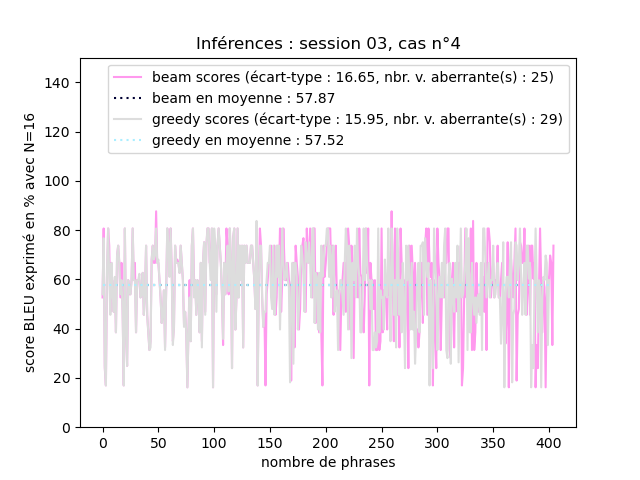 Inférences : session 03, cas n°4
beam scores (écart-type : 16.65, nbr. v. aberrante(s) : 25)
beam en moyenne : 57.87
greedy scores (écart-type : 15.95, nbr. v. aberrante(s) : 29)
greedy en moyenne : 57.52
score BLEU exprimé en % avec N=16
140
120
100
80
60
40
20
0
0 50 100 150 200 250 300 350 400
nombre de phrases